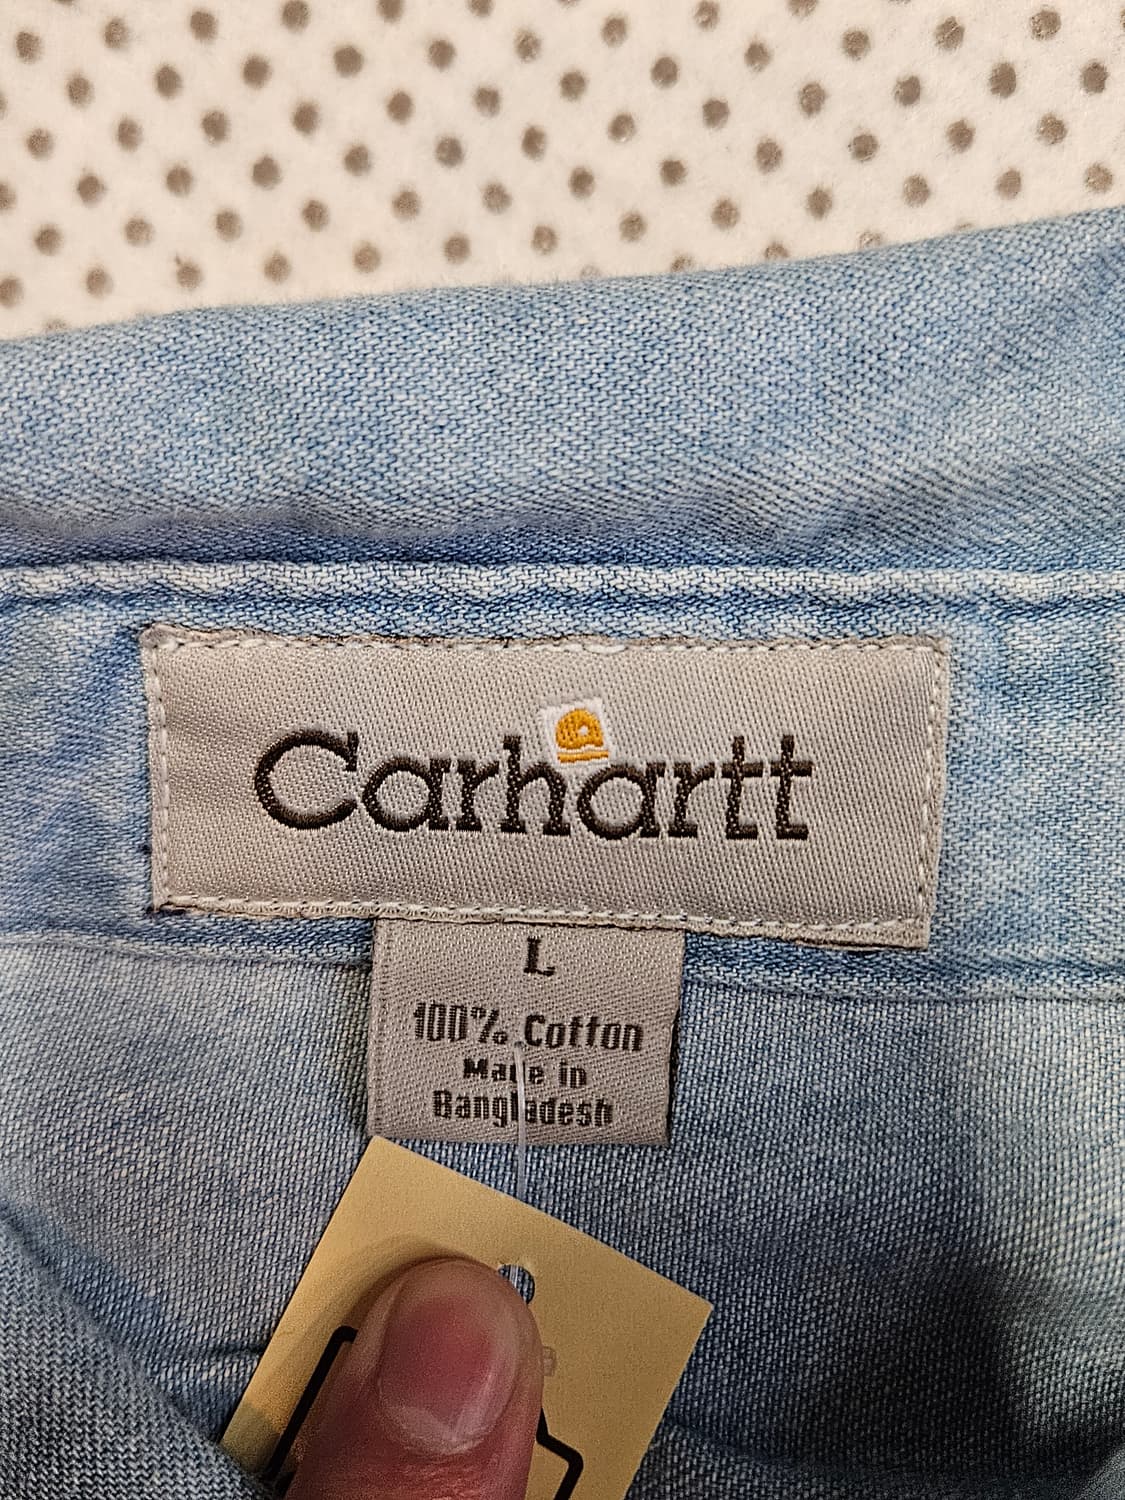 Carhartt
L
100% Cotton
Made in
Bangladesh